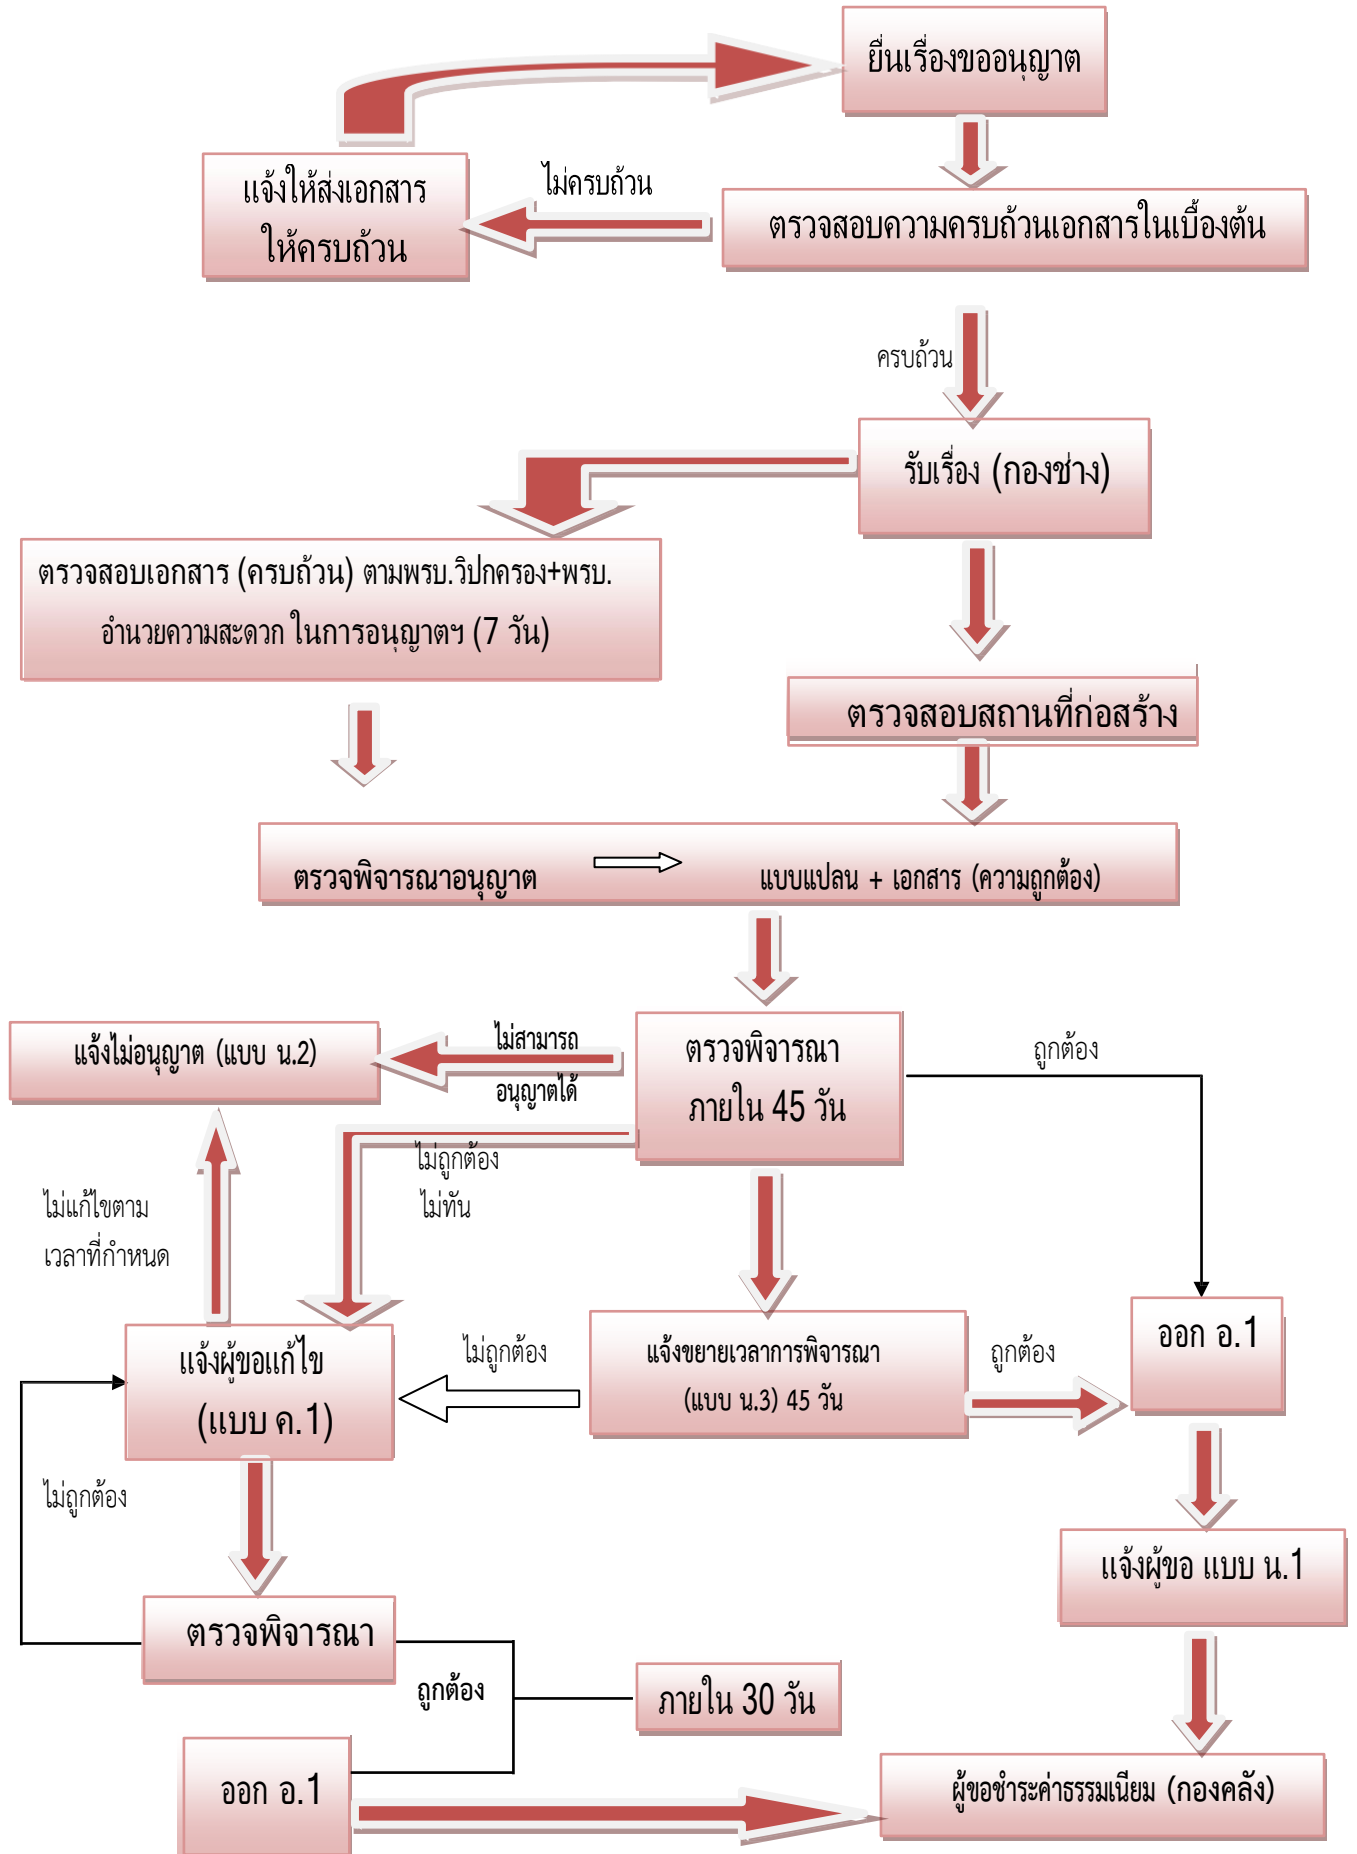 ยื่นเรื่องขออนุญาต
แจ้งให้ส่งเอกสาร
ให้ครบถ้วน
ไม่ครบถ้วน
ตรวจสอบความครบถ้วนเอกสารในเบื้องต้น
ครบถ้วน
รับเรื่อง (กองช่าง)
ตรวจสอบเอกสาร (ครบถ้วน) ตามพรบ.วิปกครอง+พรบ.
อำนวยความสะดวก ในการอนุญาตฯ (7 วัน)
ตรวจสอบสถานที่ก่อสร้าง
ตรวจพิจารณาอนุญาต
แบบแปลน + เอกสาร (ความถูกต้อง)
แจ้งไม่อนุญาต (แบบ น.2)
ไม่สามารถ
อนุญาตได้
ตรวจพิจารณา
ภายใน 45 วัน
ถูกต้อง
ไม่ถูกต้อง
ไม่ทัน
ไม่แก้ไขตาม
เวลาที่กำหนด
แจ้งผู้ขอแก้ไข
(แบบ ค.1)
ไม่ถูกต้อง
แจ้งขยายเวลาการพิจารณา
(แบบ น.3) 45 วัน
ถูกต้อง
ออก อ.1
ไม่ถูกต้อง
แจ้งผู้ขอ แบบ น.1
ตรวจพิจารณา
ถูกต้อง
ภายใน 30 วัน
ออก อ.1
ผู้ขอชำระค่าธรรมเนียม (กองคลัง)